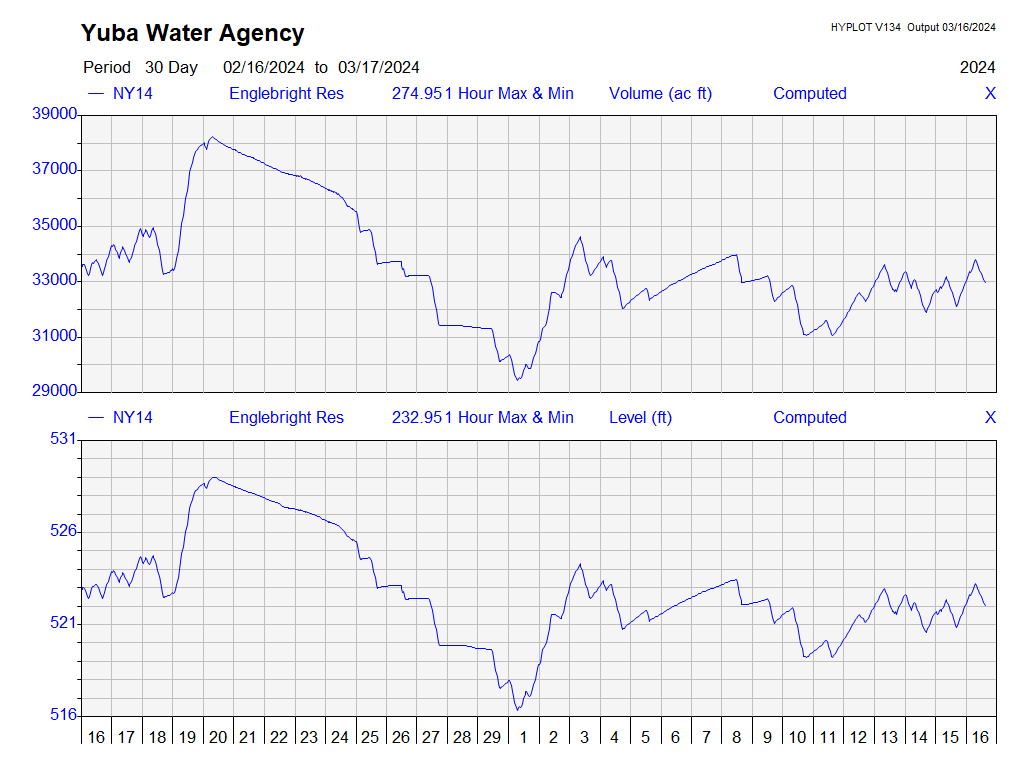 Yuba Water Agency
HYPLOT V134 Output 03/16/2024
Period 30 Day 02/16/2024 to 03/17/2024
2024
NY14 Englebright Res 274.951 Hour Max & Min Volume (ac ft) Computed X
39000
37000
35000
33000
31000
29000
NY14 Englebright Res 232.951 Hour Max & Min Level (ft) Computed X
531
526
521
516
16 17 18 19 20 21 22 23 24 25 26 27 28 29 1 2 3 4 5 6 7 8 9 10 11 12 13 14 15 16